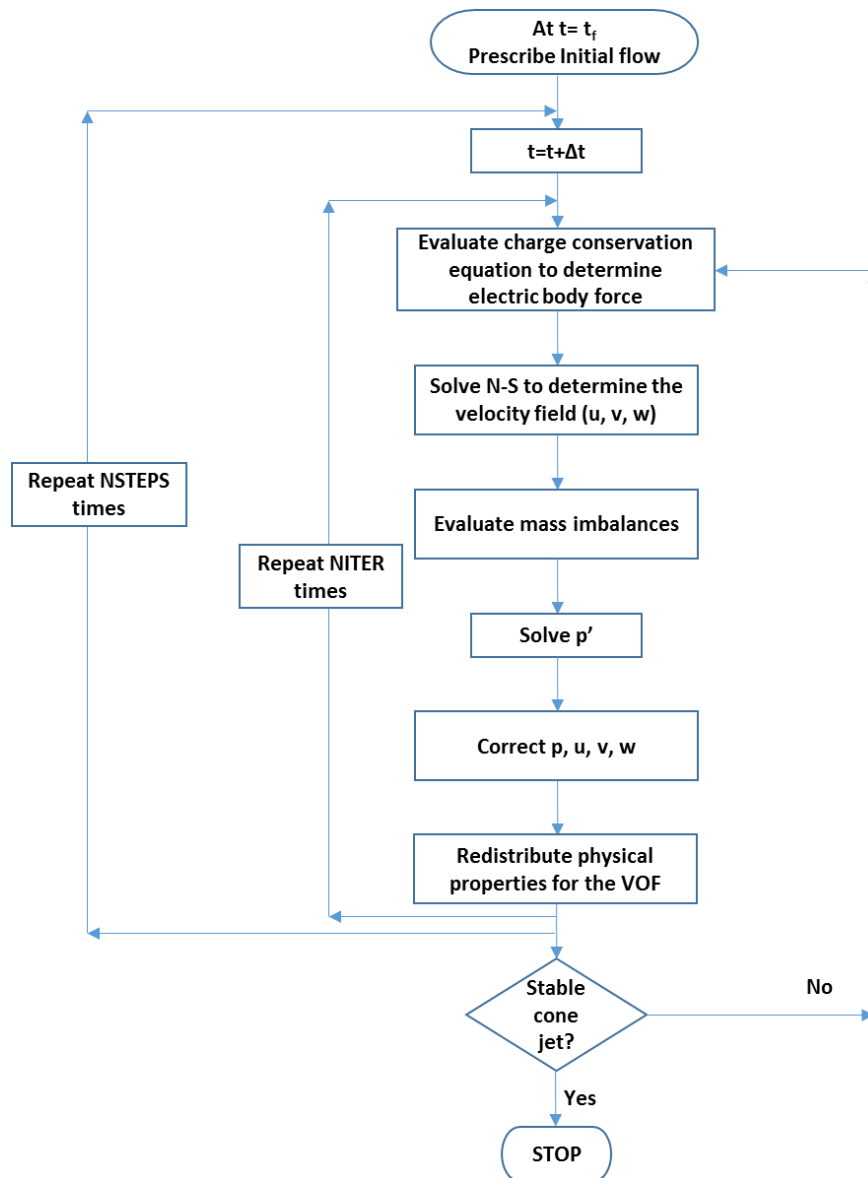 At t= tf
Prescribe Initial flow
t=t+Δt
Evaluate charge conservation
equation to determine
electric body force
Solve N-S to determine the
velocity field (u, v, w)
Repeat NSTEPS
times
Evaluate mass imbalances
Repeat NITER
times
Solve p’
Correct p, u, v, w
Redistribute physical
properties for the VOF
Stable
cone
jet?
No
Yes
STOP